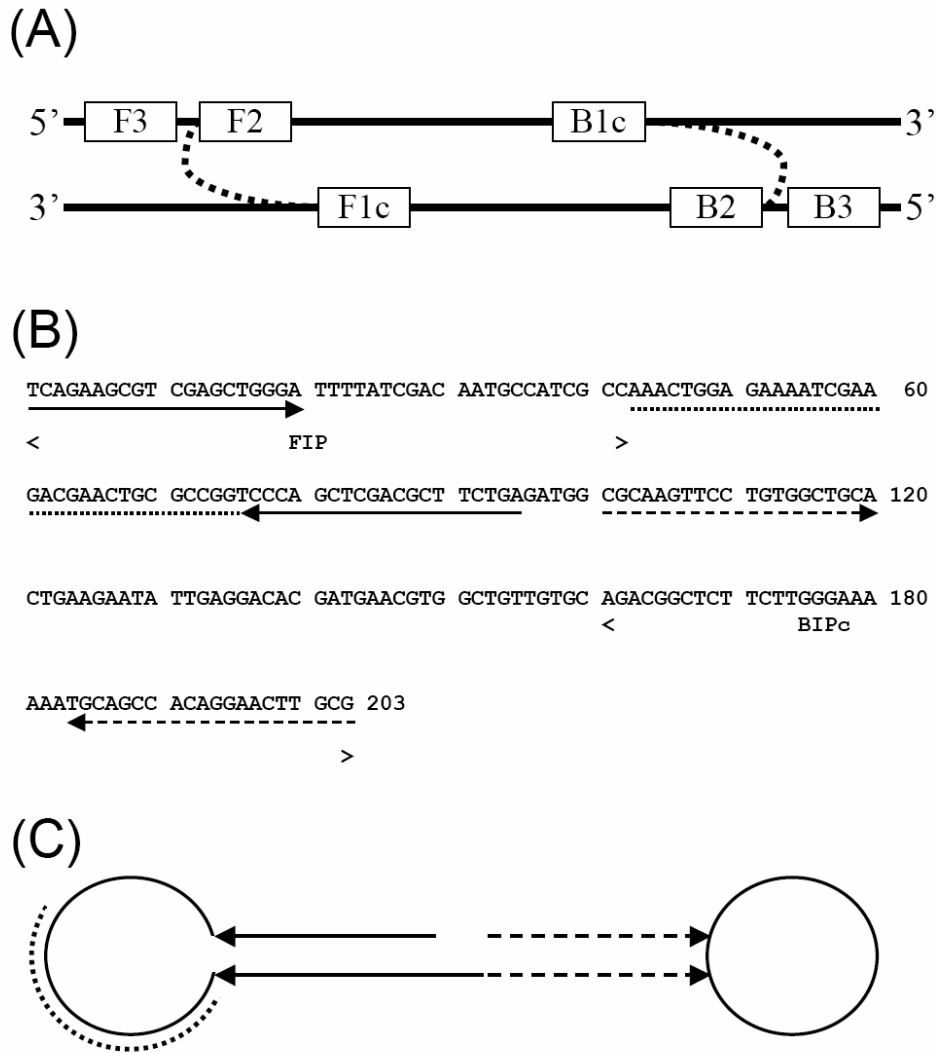 (A)
5’ F3 F2 B1c 3’
3’ F1c B2 B3 5’
(B)
TCAGAAGCGT CGAGCTGGGA TTTTATCGAC AATGCCATCG CCAAACTGGA GAAAATCGAA 60
< FIP >
GACGAACTGC GCCGGTCCCA GCTCGACGCT TCTGAGATGG CGCAAGTTCC TGTGGCTGCA 120
CTGAAGAATA TTGAGGACAC GATGAACGTG GCTGTTGTGC AGACGGCTCT TCTTGGGAAA 180
< BIPc
AAATGCAGCC ACAGGAACTT GCG 203
>
(C)